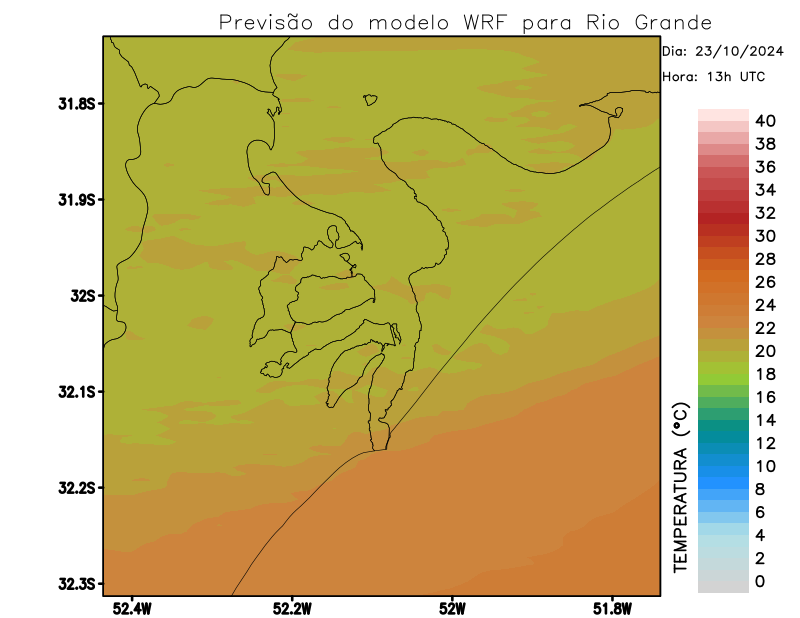 Previsão do modelo WRF para Rio Grande
Dia: 23/10/2024
Hora: 13h UTC
31.8S
31.9S
32S
32.1S
32.2S
32.3S
52.4W
52.2W
52W
51.8W
40
38
36
34
32
30
28
26
24
22
20
18
16
14
12
10
8
6
4
2
0
TEMPERATURA (ºC)